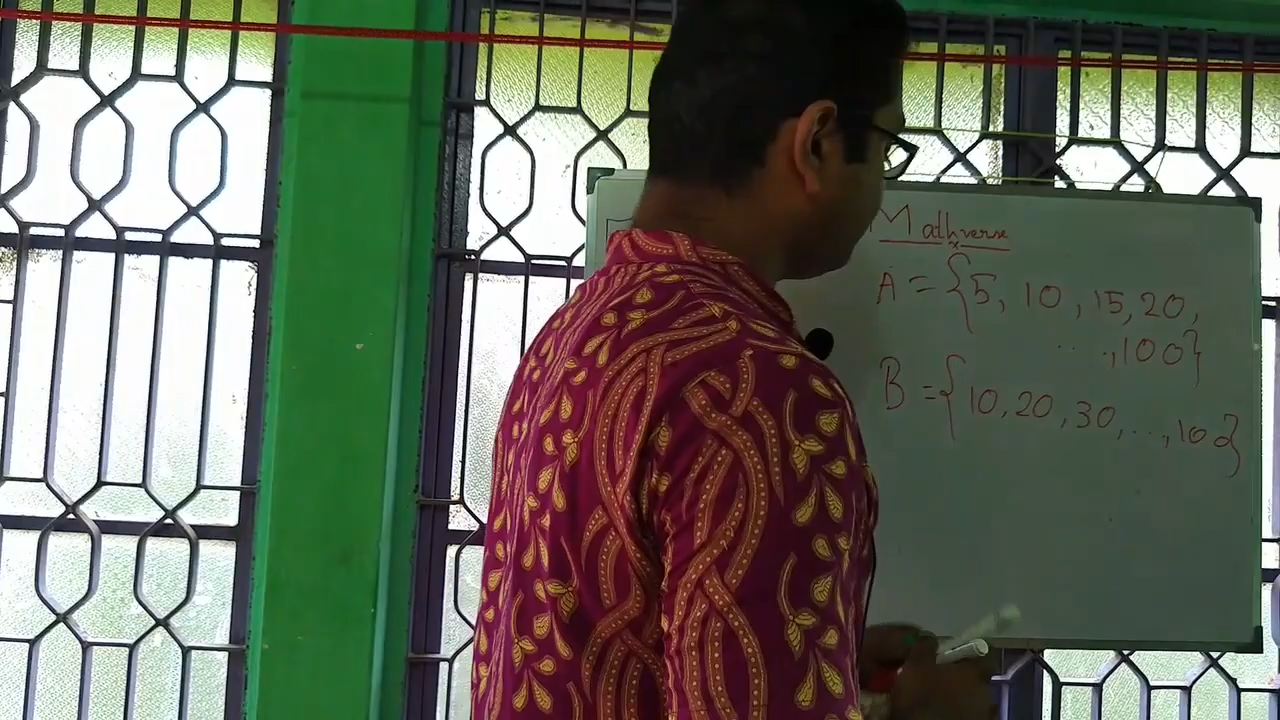 Mathverse
A = {5, 10, 15, 20,
..., 100}
B = {10, 20, 30, ..., 100}